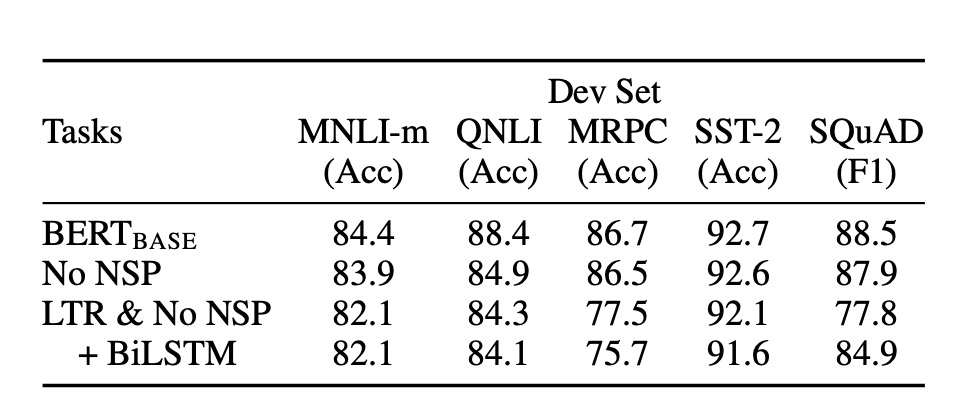 Dev Set
Tasks MNLI-m QNLI MRPC SST-2 SQuAD
(Acc) (Acc) (Acc) (Acc) (F1)
BERTBASE 84.4 88.4 86.7 92.7 88.5
No NSP 83.9 84.9 86.5 92.6 87.9
LTR & No NSP 82.1 84.3 77.5 92.1 77.8
+ BiLSTM 82.1 84.1 75.7 91.6 84.9